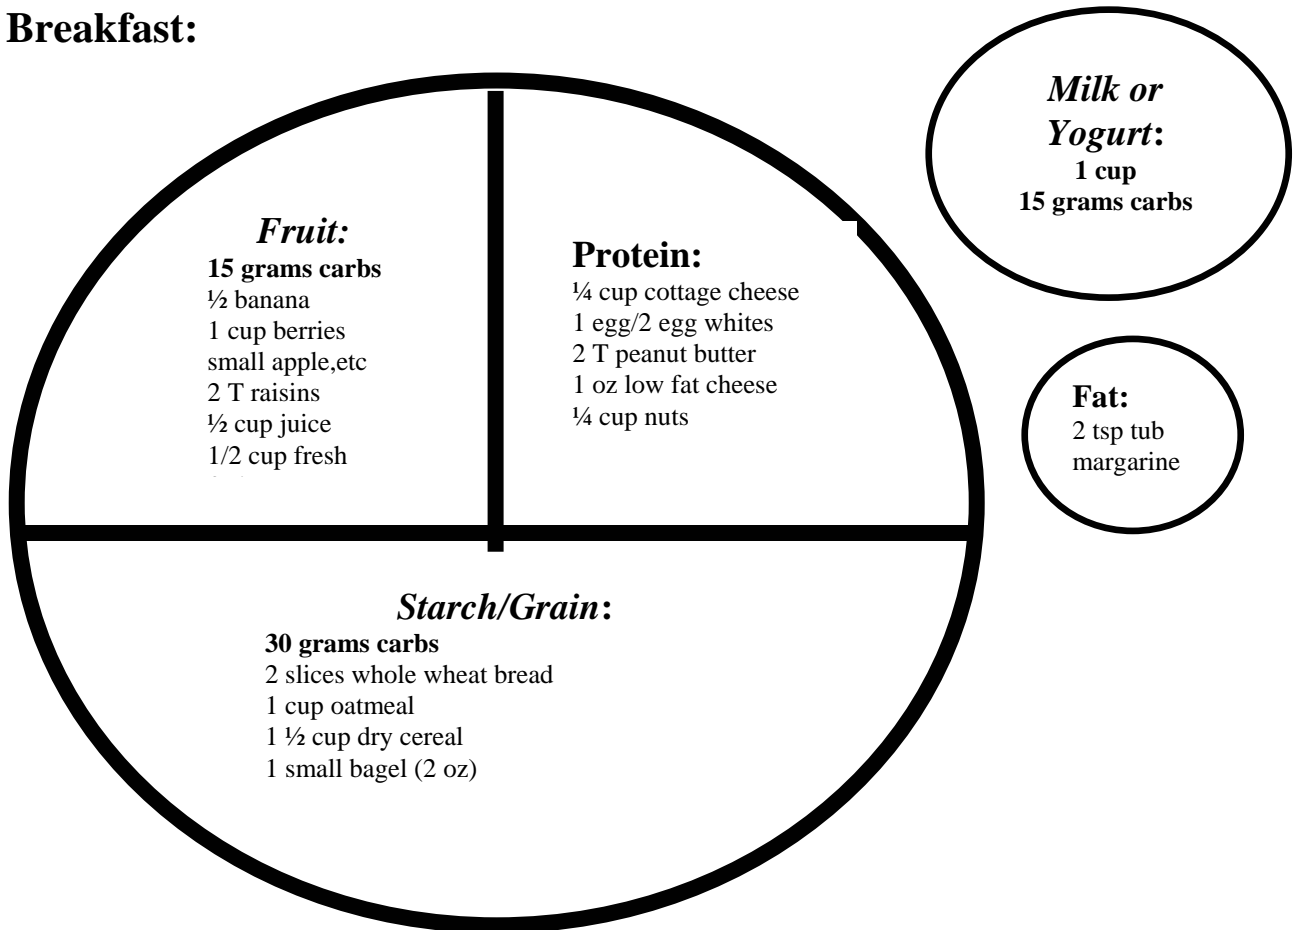 Breakfast:
Milk or
Yogurt:
1 cup
15 grams carbs
Fruit:
15 grams carbs
½ banana
1 cup berries
small apple,etc
2 T raisins
½ cup juice
1/2 cup fresh
Protein:
¼ cup cottage cheese
1 egg/2 egg whites
2 T peanut butter
1 oz low fat cheese
¼ cup nuts
Fat:
2 tsp tub
margarine
Starch/Grain:
30 grams carbs
2 slices whole wheat bread
1 cup oatmeal
1 ½ cup dry cereal
1 small bagel (2 oz)